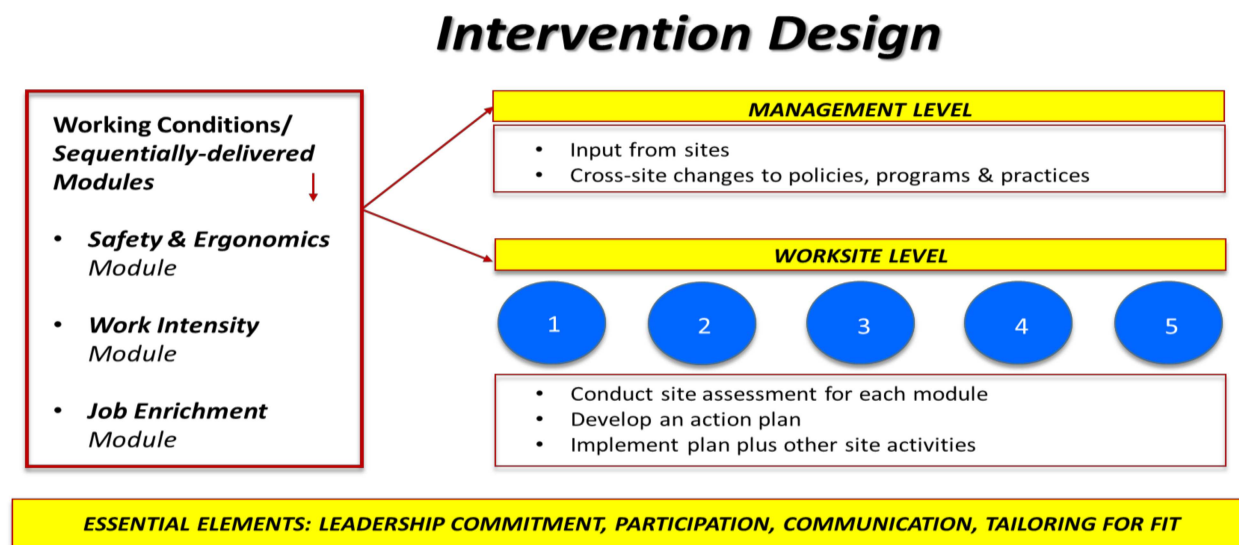 Intervention Design
Working Conditions/
Sequentially-delivered
Modules
• Safety & Ergonomics
Module
• Work Intensity
Module
• Job Enrichment
Module
MANAGEMENT LEVEL
• Input from sites
• Cross-site changes to policies, programs & practices
WORKSITE LEVEL
1 2 3 4 5
• Conduct site assessment for each module
• Develop an action plan
• Implement plan plus other site activities
ESSENTIAL ELEMENTS: LEADERSHIP COMMITMENT, PARTICIPATION, COMMUNICATION, TAILORING FOR FIT